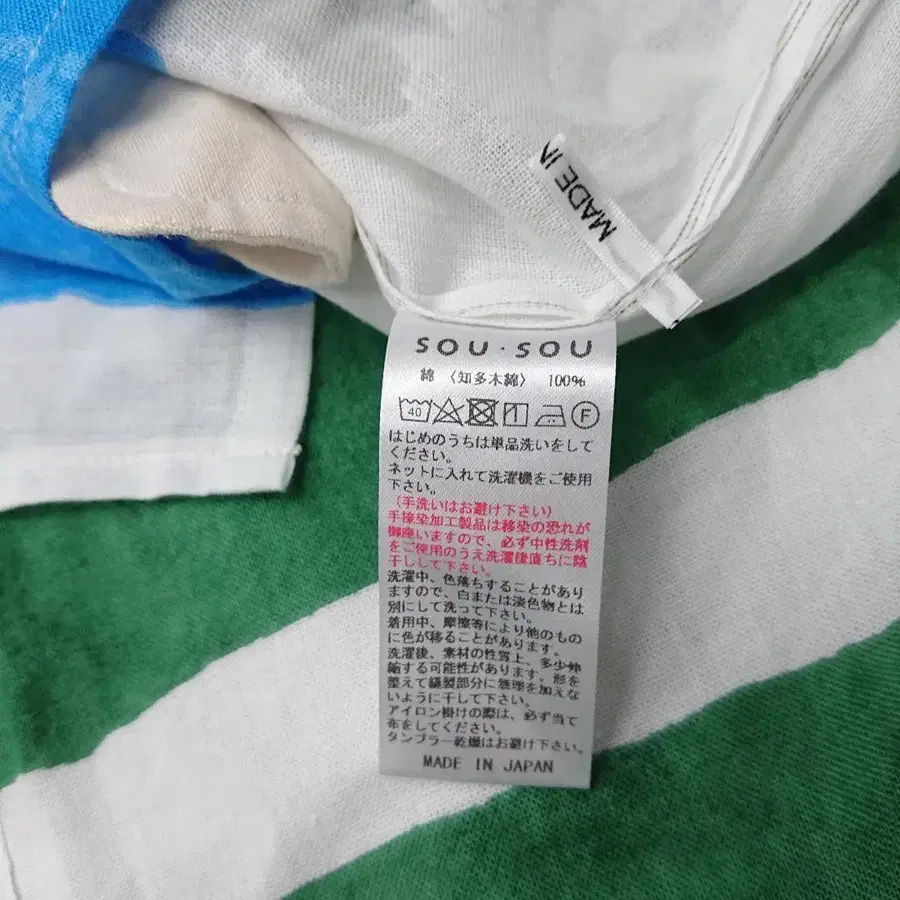 MADE IN
SOU・SOU
綿 〈知多木綿〉 100%
40 F
はじめのうちは単品洗いをして
ください。
ネットに入れて洗濯機をご使用
下さい。
(手洗いはお避け下さい)
手捺染加工製品は移染の恐れが
御座いますので、必ず中性洗剤
をご使用のうえ洗濯後直ちに陰
干しして下さい。
洗濯中、色落ちすることがあり
ますので、白または淡色物とは
別にして洗って下さい。
着用中、摩擦等により他のもの
に色が移ることがあります。
洗濯後、素材の性質上、多少伸
縮する可能性があります。形を
整えて縫製部分に無理を加えな
いように干して下さい。
アイロン掛けの際は、必ず当て
布をしてください。
タンブラー乾燥はお避け下さい。
MADE IN JAPAN